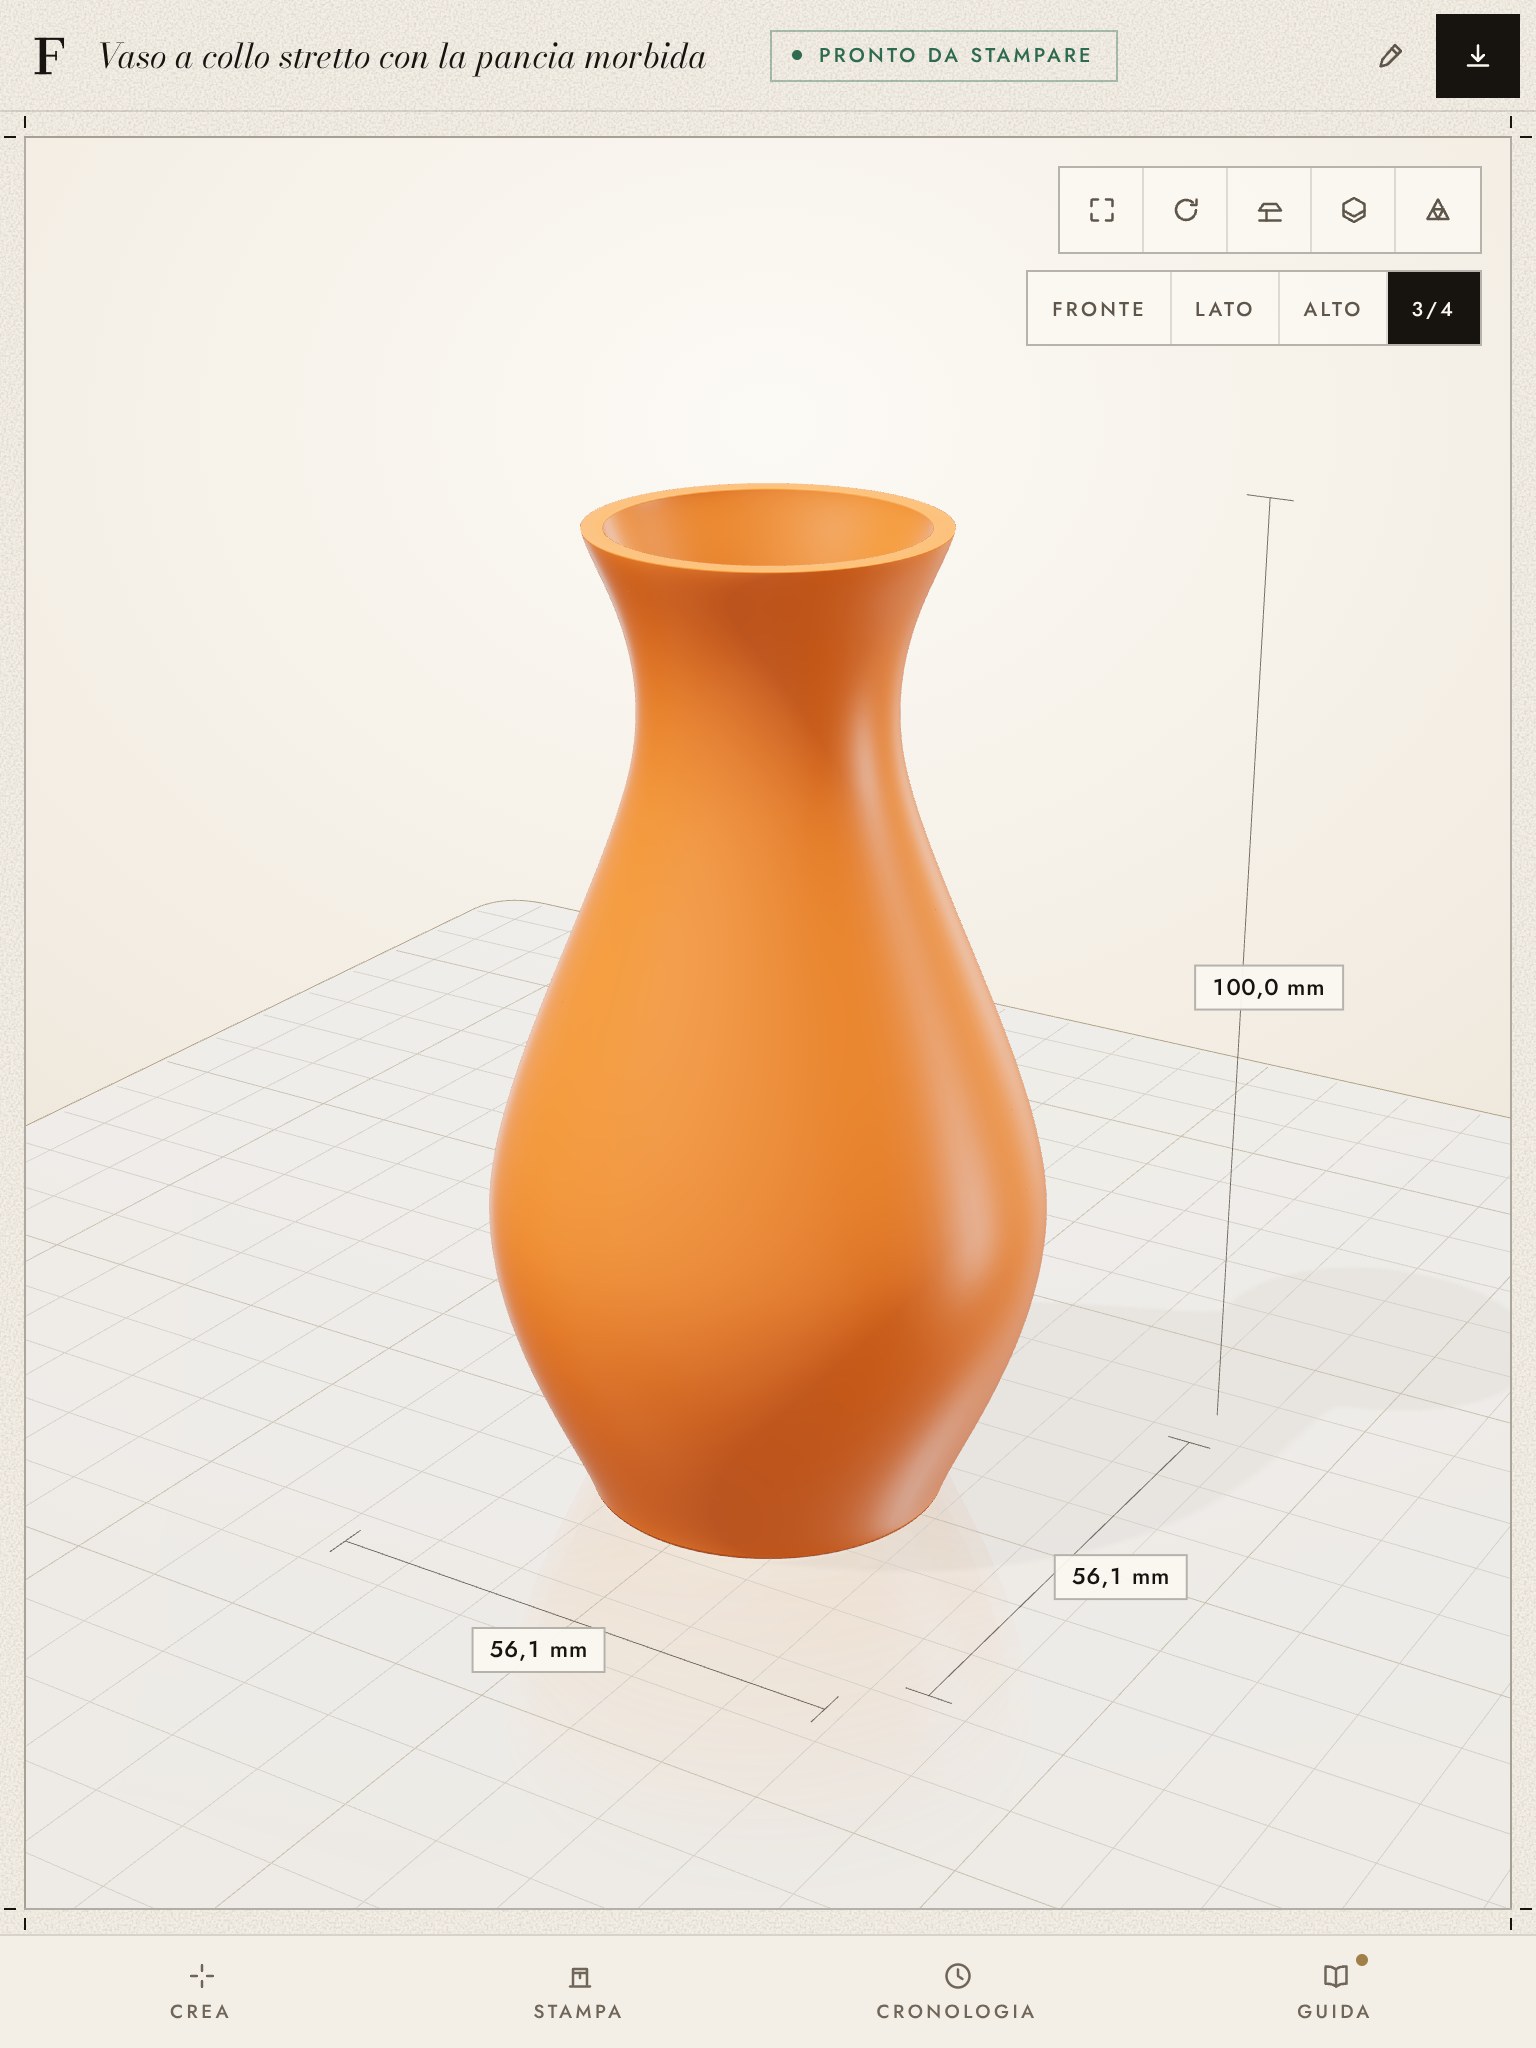 F Vaso a collo stretto con la pancia morbida PRONTO DA STAMPARE
FRONTE LATO ALTO 3/4
100,0 mm
56,1 mm
56,1 mm
CREA STAMPA CRONOLOGIA GUIDA